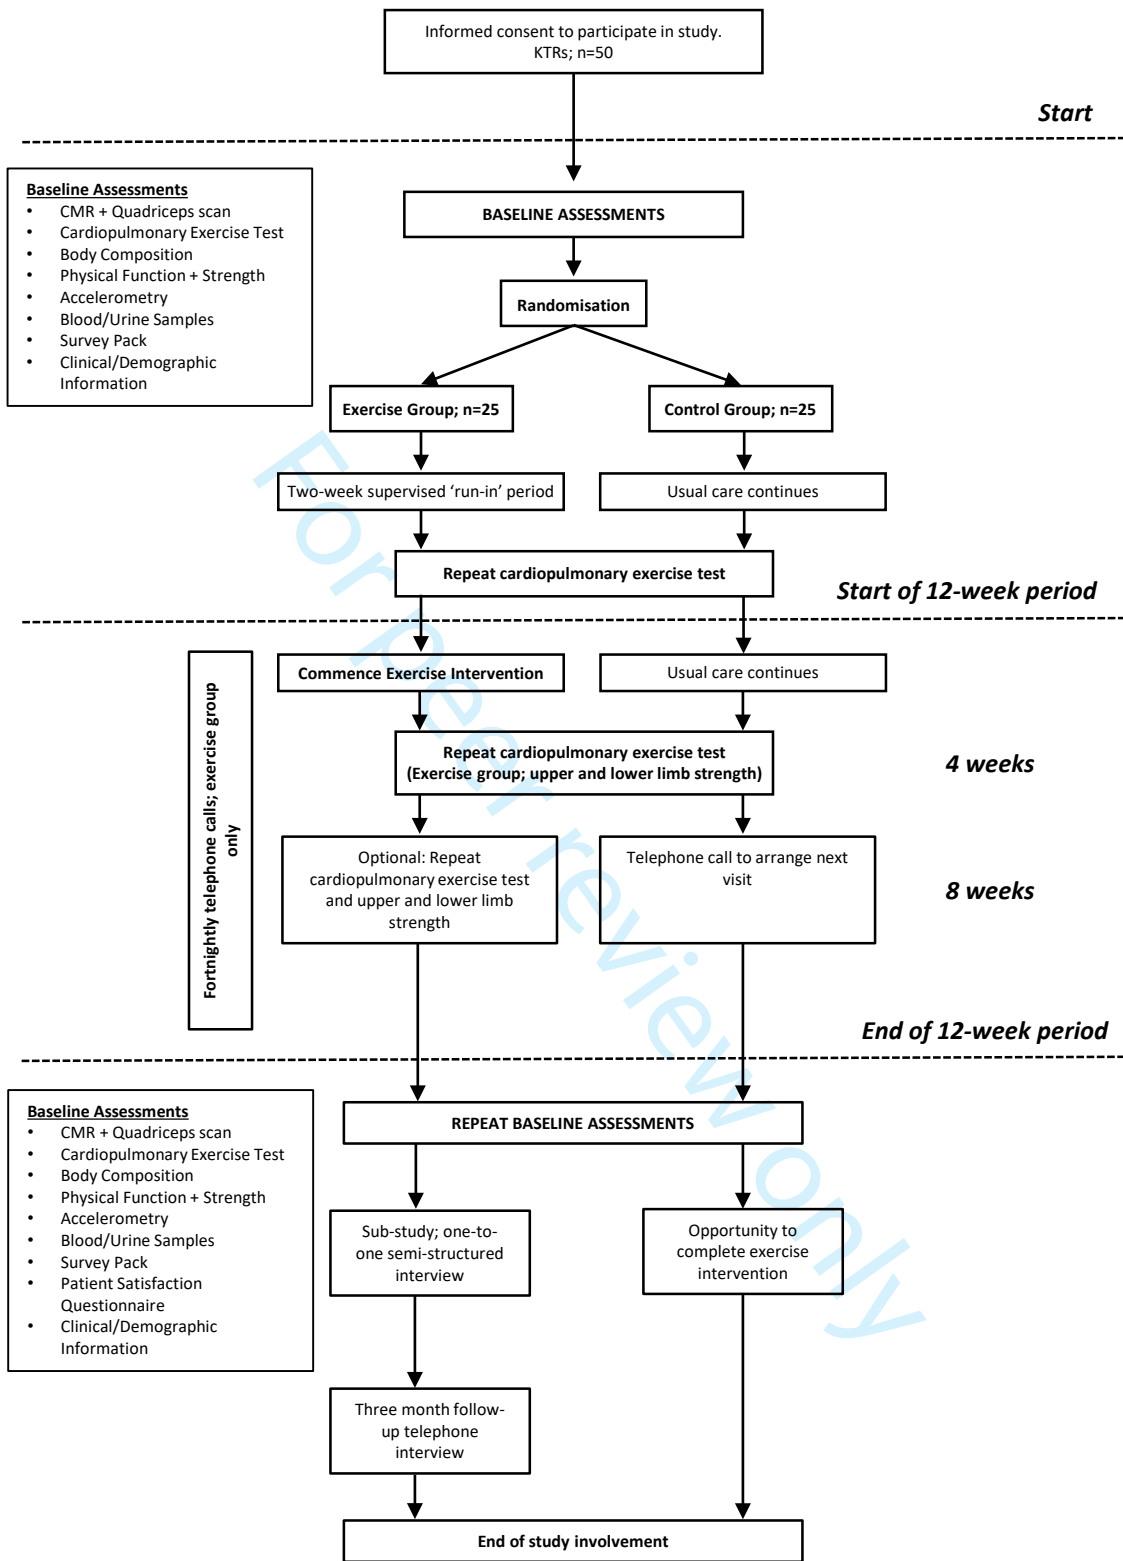 Informed consent to participate in study.
KTRs; n=50
Start
Baseline Assessments
• CMR + Quadriceps scan
• Cardiopulmonary Exercise Test
• Body Composition
• Physical Function + Strength
• Accelerometry
• Blood/Urine Samples
• Survey Pack
• Clinical/Demographic
Information
BASELINE ASSESSMENTS
Randomisation
Exercise Group; n=25
Control Group; n=25
Two-week supervised ‘run-in’ period
Usual care continues
Repeat cardiopulmonary exercise test
Start of 12-week period
Fortnightly telephone calls; exercise group
only
Commence Exercise Intervention
Usual care continues
Repeat cardiopulmonary exercise test
(Exercise group; upper and lower limb strength)
4 weeks
Optional: Repeat
cardiopulmonary exercise test
and upper and lower limb
strength
Telephone call to arrange next
visit
8 weeks
End of 12-week period
Baseline Assessments
• CMR + Quadriceps scan
• Cardiopulmonary Exercise Test
• Body Composition
• Physical Function + Strength
• Accelerometry
• Blood/Urine Samples
• Survey Pack
• Patient Satisfaction
Questionnaire
• Clinical/Demographic
Information
REPEAT BASELINE ASSESSMENTS
Sub-study; one-to-
one semi-structured
interview
Opportunity to
complete exercise
intervention
Three month follow-
up telephone
interview
End of study involvement
For peer review only